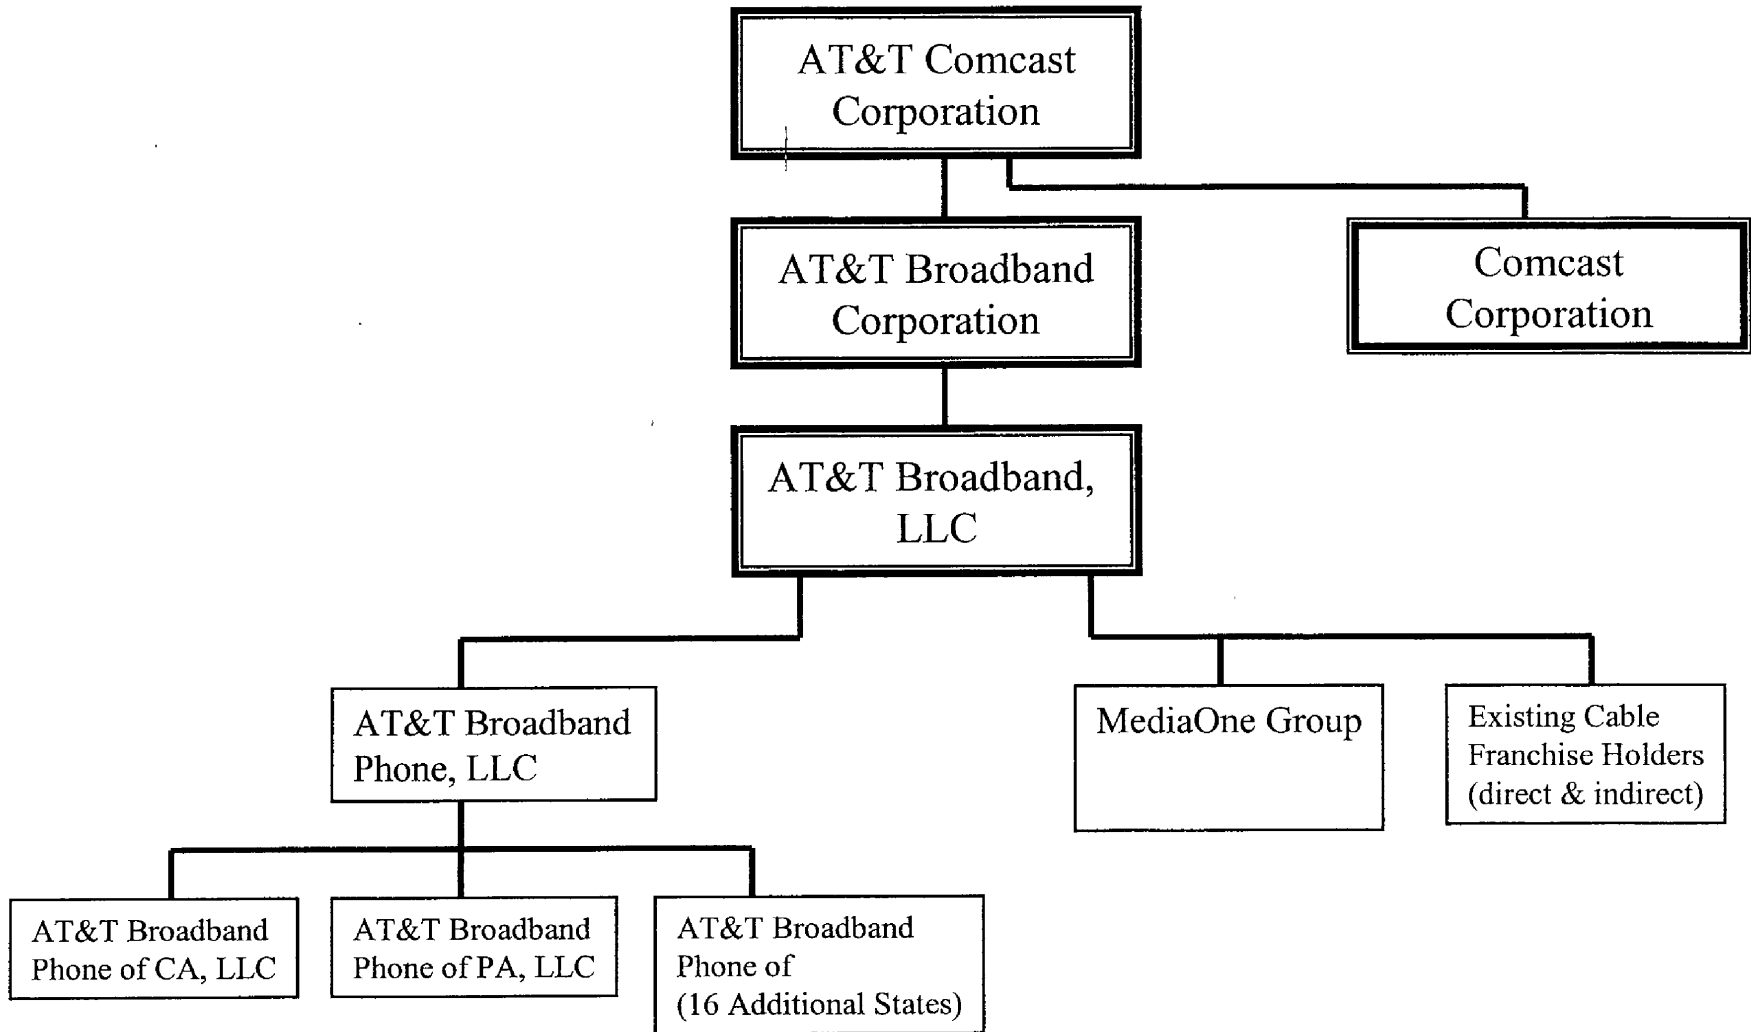 AT&T Comcast
Corporation
AT&T Broadband
Corporation
Comcast
Corporation
AT&T Broadband,
LLC
AT&T Broadband
Phone, LLC
MediaOne Group
Existing Cable
Franchise Holders
(direct & indirect)
AT&T Broadband
Phone of CA, LLC
AT&T Broadband
Phone of PA, LLC
AT&T Broadband
Phone of
(16 Additional States)